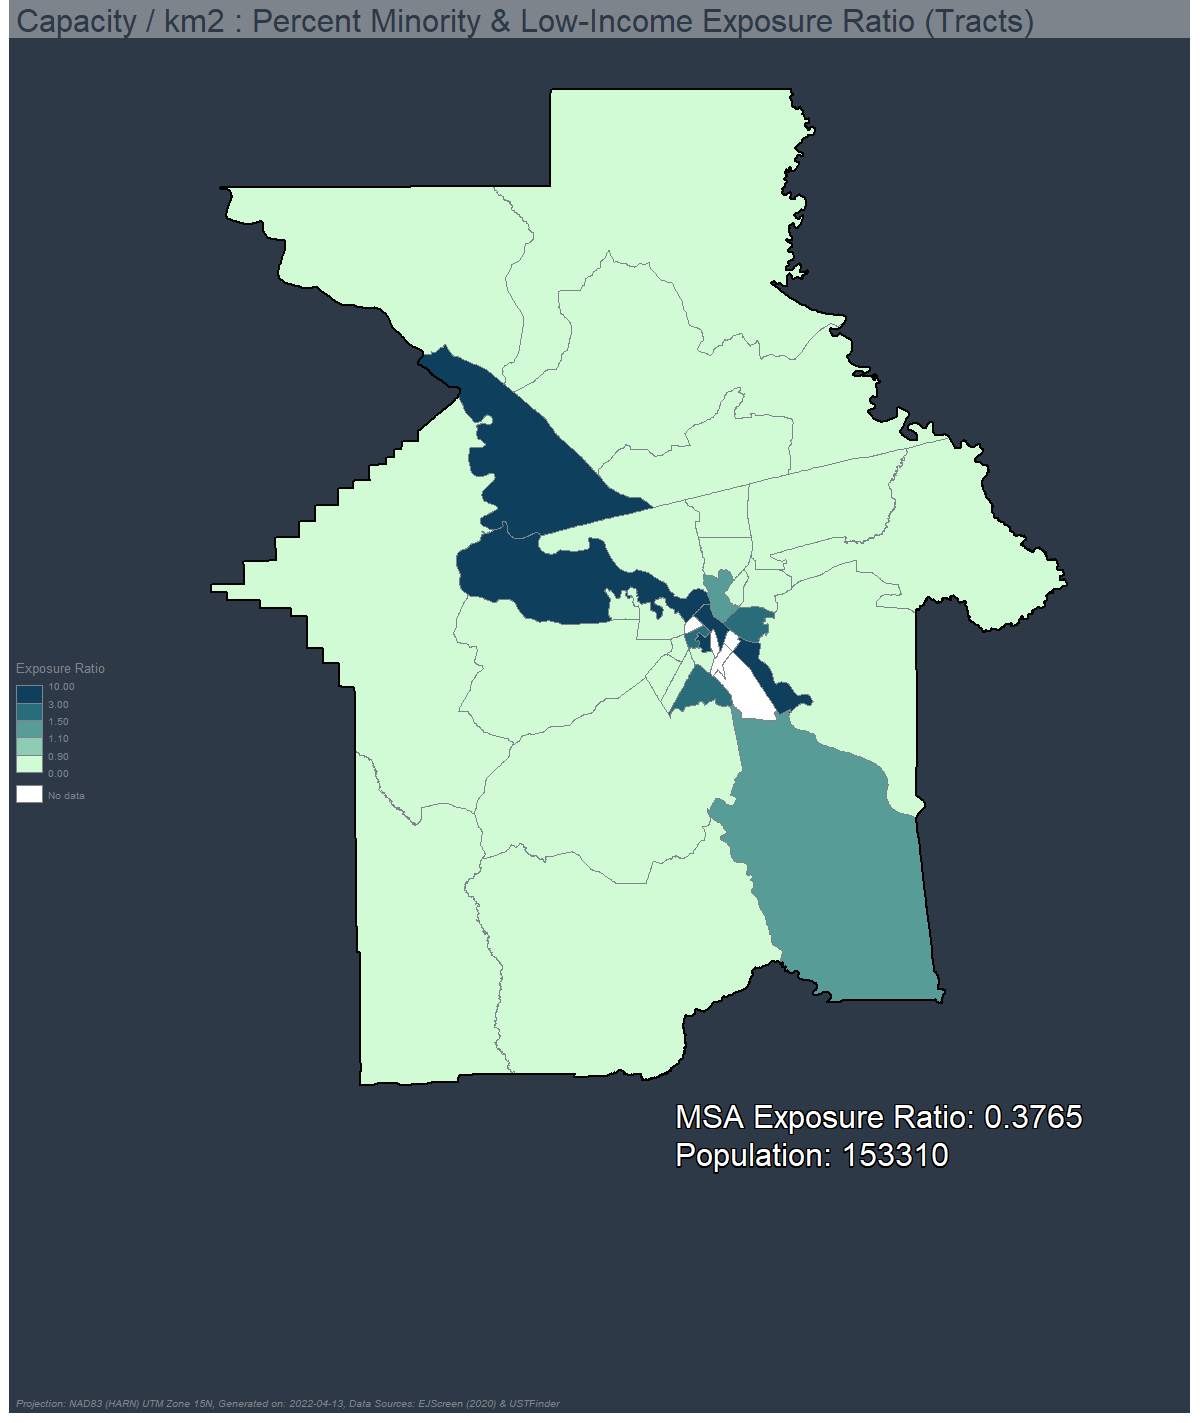 Capacity / km2 : Percent Minority & Low-Income Exposure Ratio (Tracts)
Exposure Ratio
10.00
3.00
1.50
1.10
0.90
0.00
No data
MSA Exposure Ratio: 0.3765
Population: 153310
Projection: NAD83 (HARN) UTM Zone 15N, Generated on: 2022-04-13, Data Sources: EJScreen (2020) & USTFinder